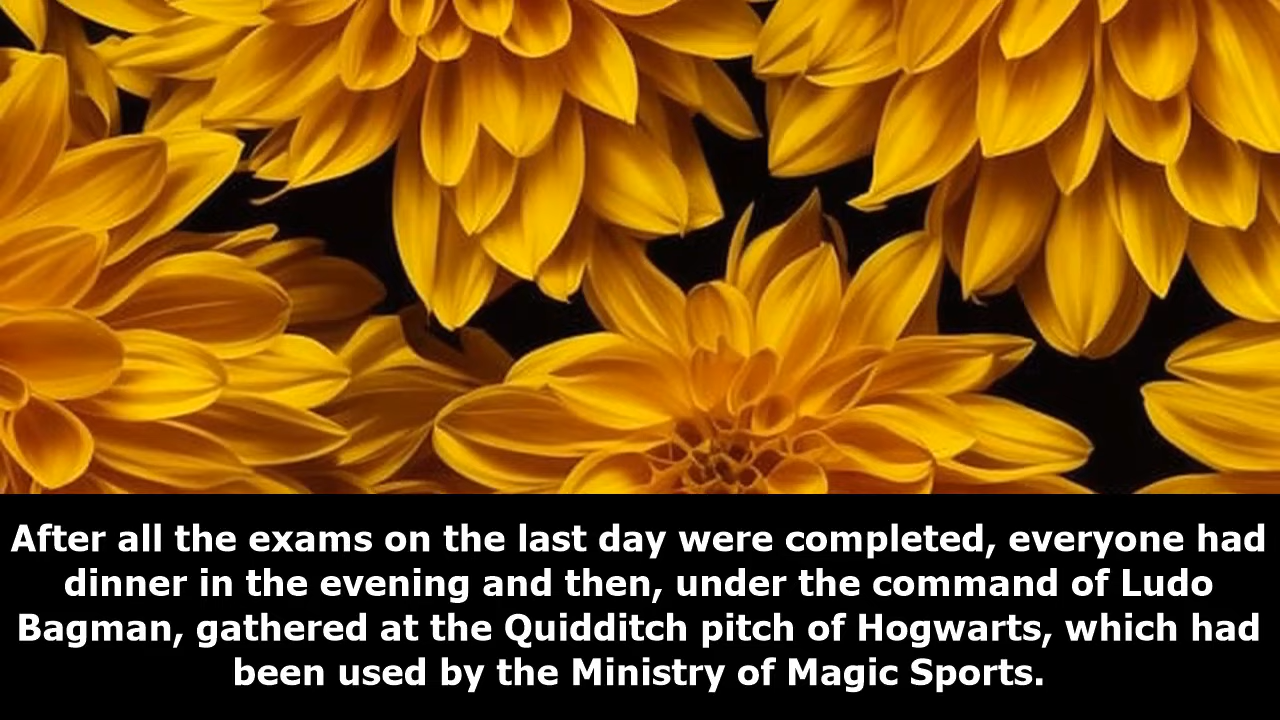 After all the exams on the last day were completed, everyone had
dinner in the evening and then, under the command of Ludo
Bagman, gathered at the Quidditch pitch of Hogwarts, which had
been used by the Ministry of Magic Sports.